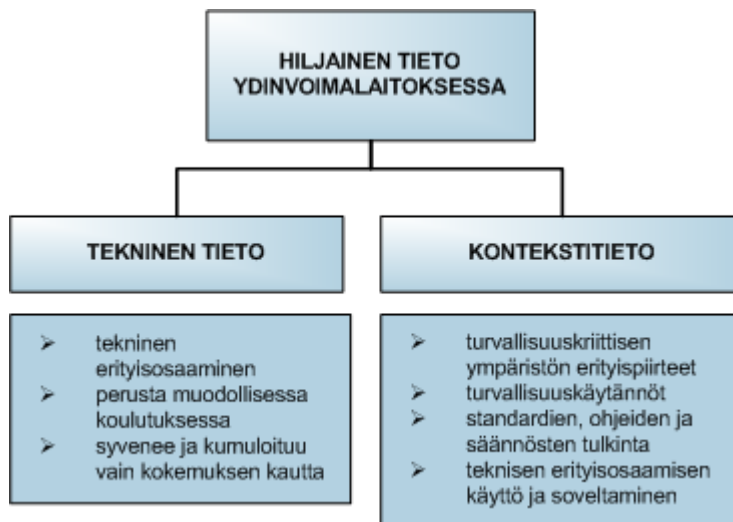 HILJAINEN TIETO
YDINVOIMALAITOKSESSA
TEKNINEN TIETO
KONTEKSTITIETO
➢ tekninen
erityisosaaminen
➢ perusta muodollisessa
koulutuksessa
➢ syvenee ja kumuloituu
vain kokemuksen kautta
➢ turvallisuuskriittisen
ympäristön erityispiirteet
➢ turvallisuuskäytännöt
➢ standardien, ohjeiden ja
säännösten tulkinta
➢ teknisen erityisosaamisen
käyttö ja soveltaminen